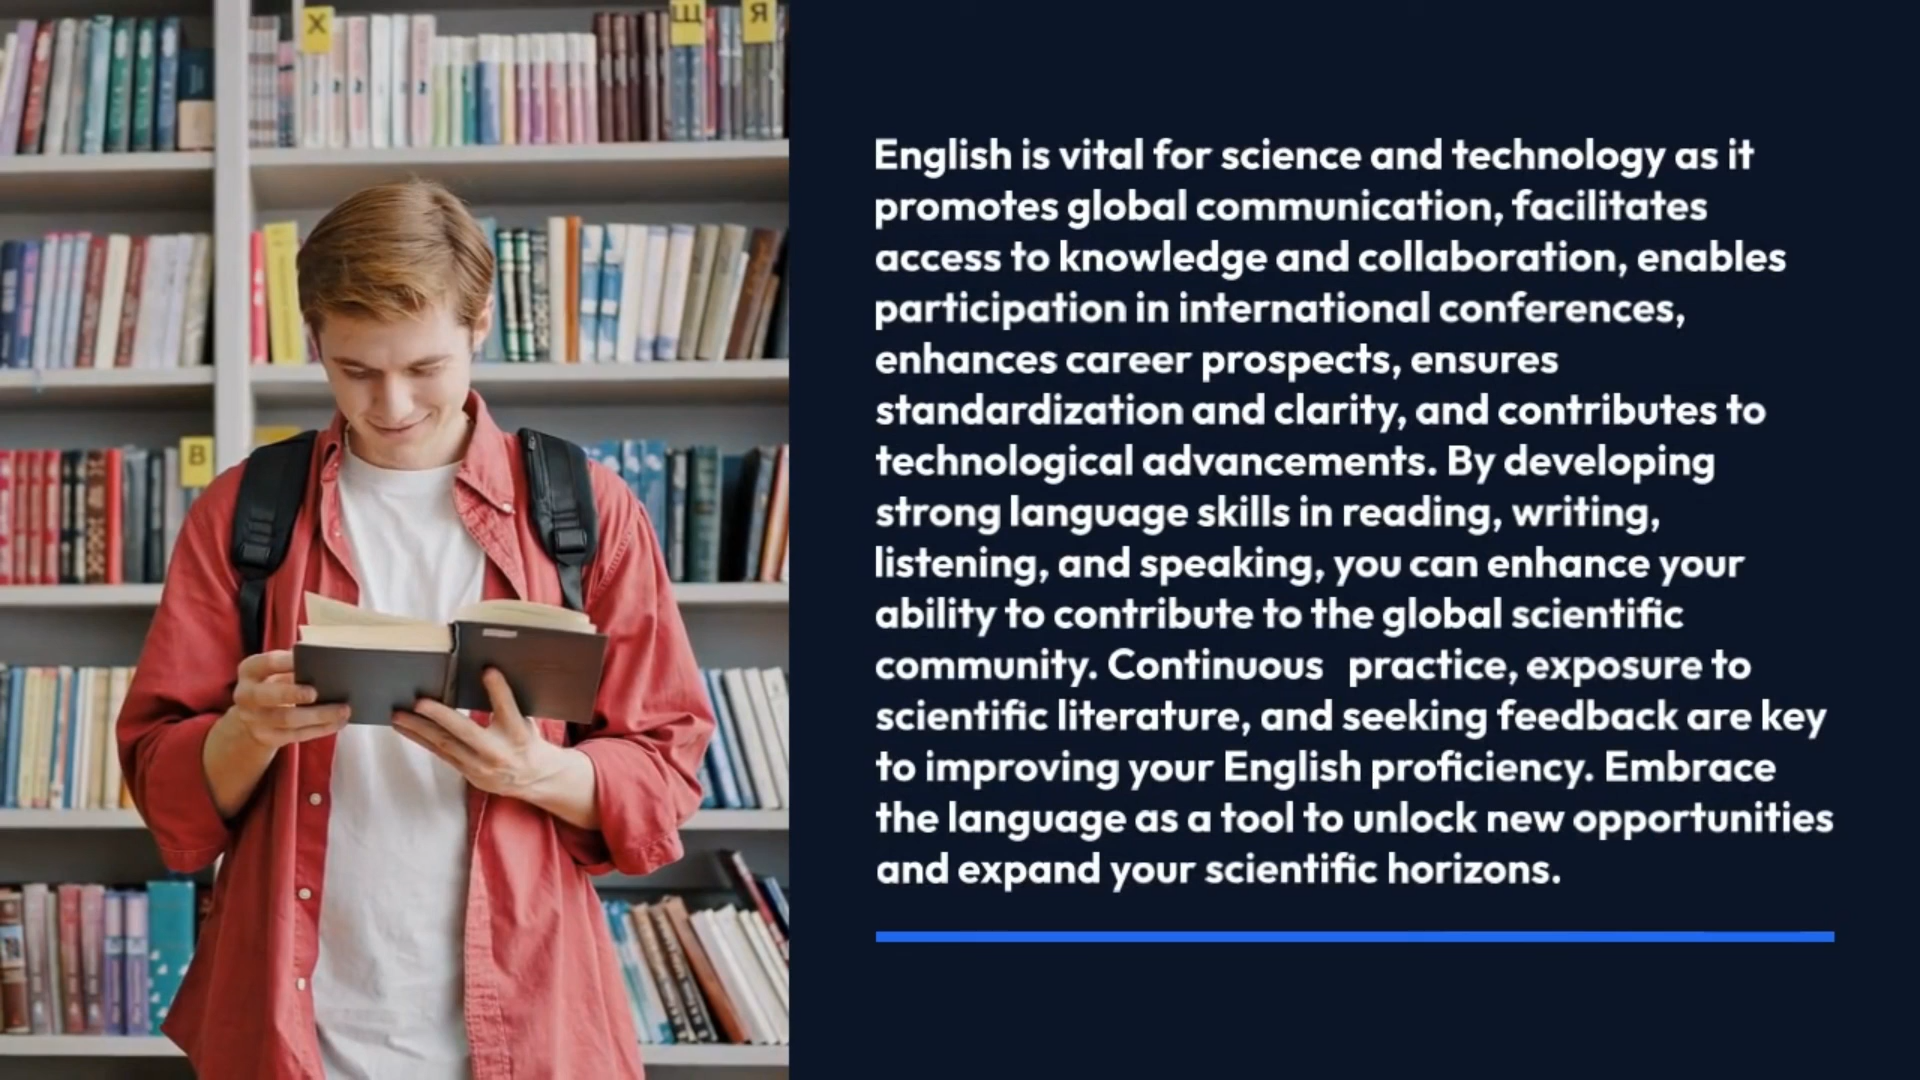 Х
Щ
Я
В
English is vital for science and technology as it
promotes global communication, facilitates
access to knowledge and collaboration, enables
participation in international conferences,
enhances career prospects, ensures
standardization and clarity, and contributes to
technological advancements. By developing
strong language skills in reading, writing,
listening, and speaking, you can enhance your
ability to contribute to the global scientific
community. Continuous   practice, exposure to
scientific literature, and seeking feedback are key
to improving your English proficiency. Embrace
the language as a tool to unlock new opportunities
and expand your scientific horizons.